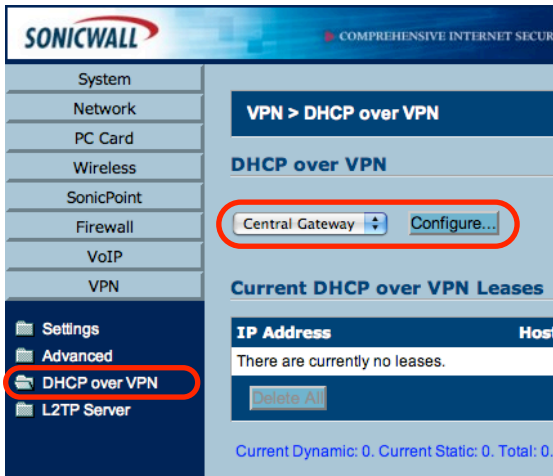 SONICWALL
COMPREHENSIVE INTERNET SECUR
System
Network
PC Card
Wireless
SonicPoint
Firewall
VoIP
VPN
Settings
Advanced
DHCP over VPN
L2TP Server
VPN > DHCP over VPN
DHCP over VPN
Central Gateway Configure...
Current DHCP over VPN Leases
IP Address Host
There are currently no leases.
Delete All
Current Dynamic: 0. Current Static: 0. Total: 0.